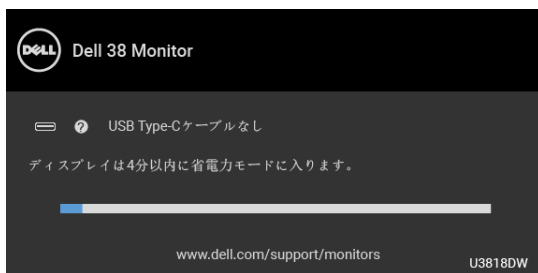 DELL
Dell 38 Monitor
? USB Type-Cケーブルなし
ディスプレイは4分以内に省電力モードに入ります。
www.dell.com/support/monitors
U3818DW